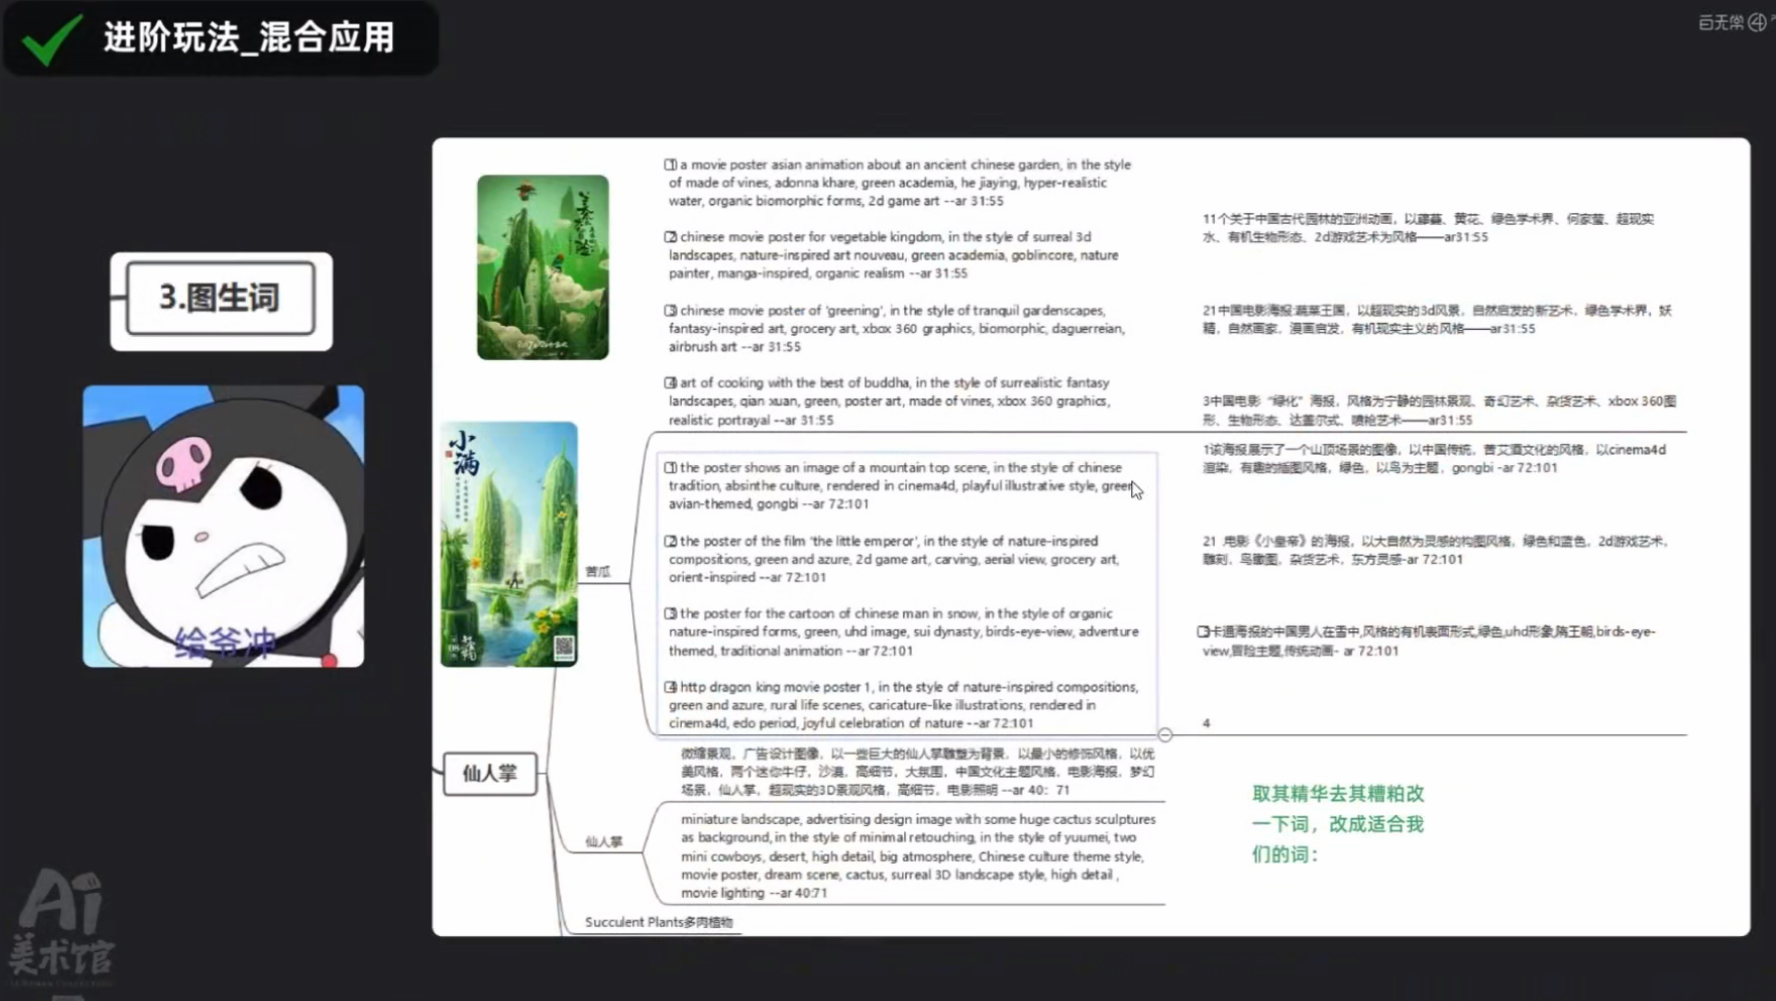 进阶玩法_混合应用
3.图生词
给爷冲
1 a movie poster asian animation about an ancient chinese garden, in the style
of made of vines, adonna khare, green academia, he jiaying, hyper-realistic
water, organic biomorphic forms, 2d game art --ar 31:55
2 chinese movie poster for vegetable kingdom, in the style of surreal 3d
landscapes, nature-inspired art nouveau, green academia, goblincore, nature
painter, manga-inspired, organic realism --ar 31:55
3 chinese movie poster of 'greening', in the style of tranquil gardenscapes,
fantasy-inspired art, grocery art, xbox 360 graphics, biomorphic, daguerreian,
airbrush art --ar 31:55
4 art of cooking with the best of buddha, in the style of surrealistic fantasy
landscapes, qian xuan, green, poster art, made of vines, xbox 360 graphics,
realistic portrayal --ar 31:55
11个关于中国古代园林的亚洲动画，以藤蔓、黄花、绿色学术界、何家莹、超现实
水、有机生物形态、2d游戏艺术为风格——ar31:55
21中国电影海报:蔬菜王国，以超现实的3d风景，自然启发的新艺术，绿色学术界，妖
精，自然画家，漫画启发，有机现实主义的风格——ar31:55
3中国电影“绿化”海报，风格为宁静的园林景观、奇幻艺术、杂货艺术、xbox 360图
形、生物形态、达盖尔式、喷枪艺术——ar31:55
小满
苦瓜
1 the poster shows an image of a mountain top scene, in the style of chinese
tradition, absinthe culture, rendered in cinema4d, playful illustrative style, green
avian-themed, gongbi --ar 72:101
2 the poster of the film 'the little emperor', in the style of nature-inspired
compositions, green and azure, 2d game art, carving, aerial view, grocery art,
orient-inspired --ar 72:101
3 the poster for the cartoon of chinese man in snow, in the style of organic
nature-inspired forms, green, uhd image, sui dynasty, birds-eye-view, adventure
themed, traditional animation --ar 72:101
4 http dragon king movie poster 1, in the style of nature-inspired compositions,
green and azure, rural life scenes, caricature-like illustrations, rendered in
cinema4d, edo period, joyful celebration of nature --ar 72:101
1该海报展示了一个山顶场景的图像，以中国传统，苦艾酒文化的风格，以cinema4d
渲染，有趣的插图风格，绿色，以鸟为主题，gongbi -ar 72:101
21 .电影《小皇帝》的海报，以大自然为灵感的构图风格，绿色和蓝色，2d游戏艺术，
雕刻，鸟瞰图，杂货艺术，东方灵感-ar 72:101
3卡通海报的中国男人在雪中,风格的有机表面形式,绿色,uhd形象,隋王朝,birds-eye-
view,冒险主题,传统动画- ar 72:101
4
仙人掌
微缩景观，广告设计图像，以一些巨大的仙人掌雕塑为背景，以最小的修饰风格，以优
美风格，两个迷你牛仔，沙漠，高细节，大氛围，中国文化主题风格，电影海报，梦幻
场景，仙人掌，超现实的3D景观风格，高细节，电影照明 --ar 40：71
仙人掌
miniature landscape, advertising design image with some huge cactus sculptures
as background, in the style of minimal retouching, in the style of yuumei, two
mini cowboys, desert, high detail, big atmosphere, Chinese culture theme style,
movie poster, dream scene, cactus, surreal 3D landscape style, high detail ,
movie lighting --ar 40:71
Succulent Plants多肉植物
取其精华去其糟粕改
一下词，改成适合我
们的词：
Ai
美术馆